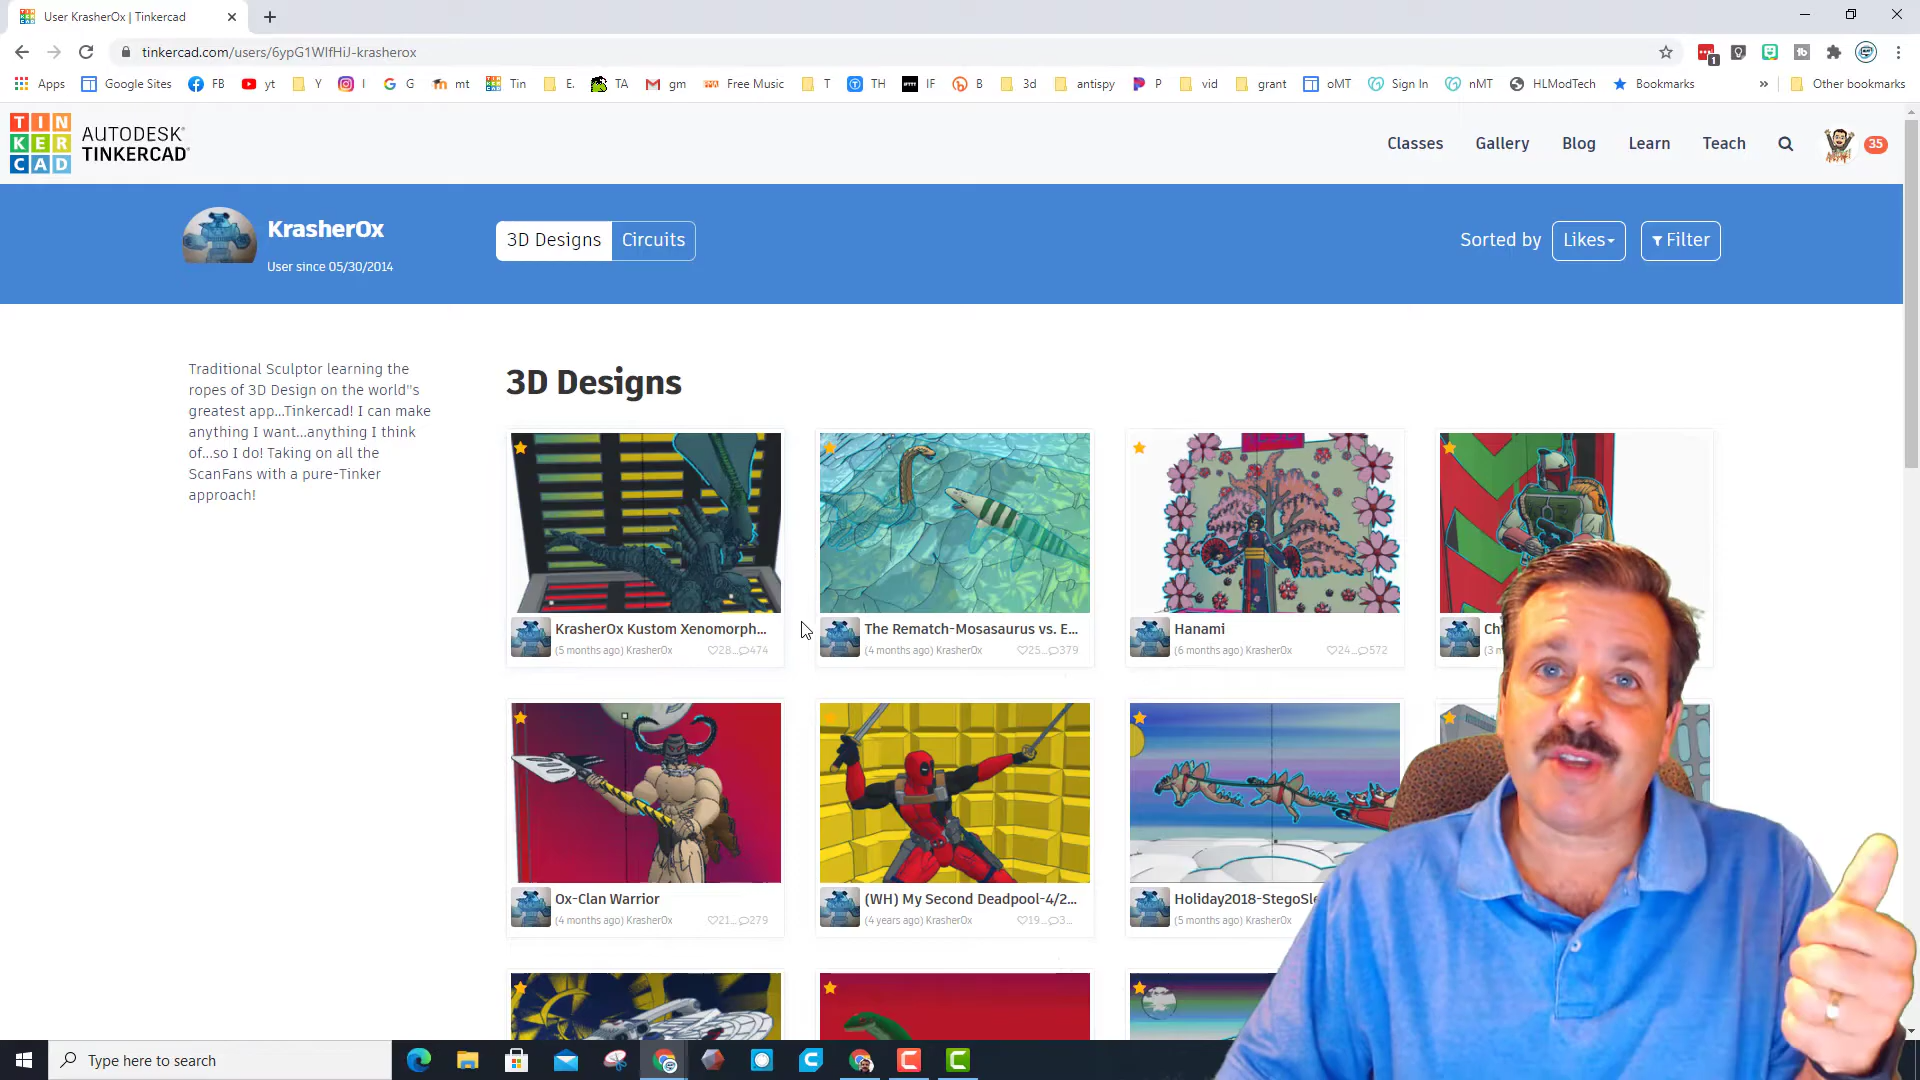 User KrasherOx | Tinkercad
tinkercad.com/users/6ypG1WIfHiJ-krasherox
1
Apps Google Sites FB yt Y I G mt Tin E. TA gm Free Music T TH IF B 3d antispy P vid grant oMT Sign In nMT HLModTech Bookmarks » Other bookmarks
TIN
KER
CAD
AUTODESK®
TINKERCAD®
Classes Gallery Blog Learn Teach 35
KrasherOx
User since 05/30/2014
3D Designs Circuits
Sorted by Likes Filter
Traditional Sculptor learning the
ropes of 3D Design on the world"s
greatest app...Tinkercad! I can make
anything I want...anything I think
of...so I do! Taking on all the
ScanFans with a pure-Tinker
approach!
3D Designs
KrasherOx Kustom Xenomorph...
(5 months ago) KrasherOx 28... 474
The Rematch-Mosasaurus vs. E...
(4 months ago) KrasherOx 25... 379
Hanami
(6 months ago) KrasherOx 24... 572
Ox-Clan Warrior
(4 months ago) KrasherOx 21... 279
(WH) My Second Deadpool-4/2...
(4 years ago) KrasherOx 19... 3...
Holiday2018-StegoSle
(5 months ago) KrasherOx
Type here to search